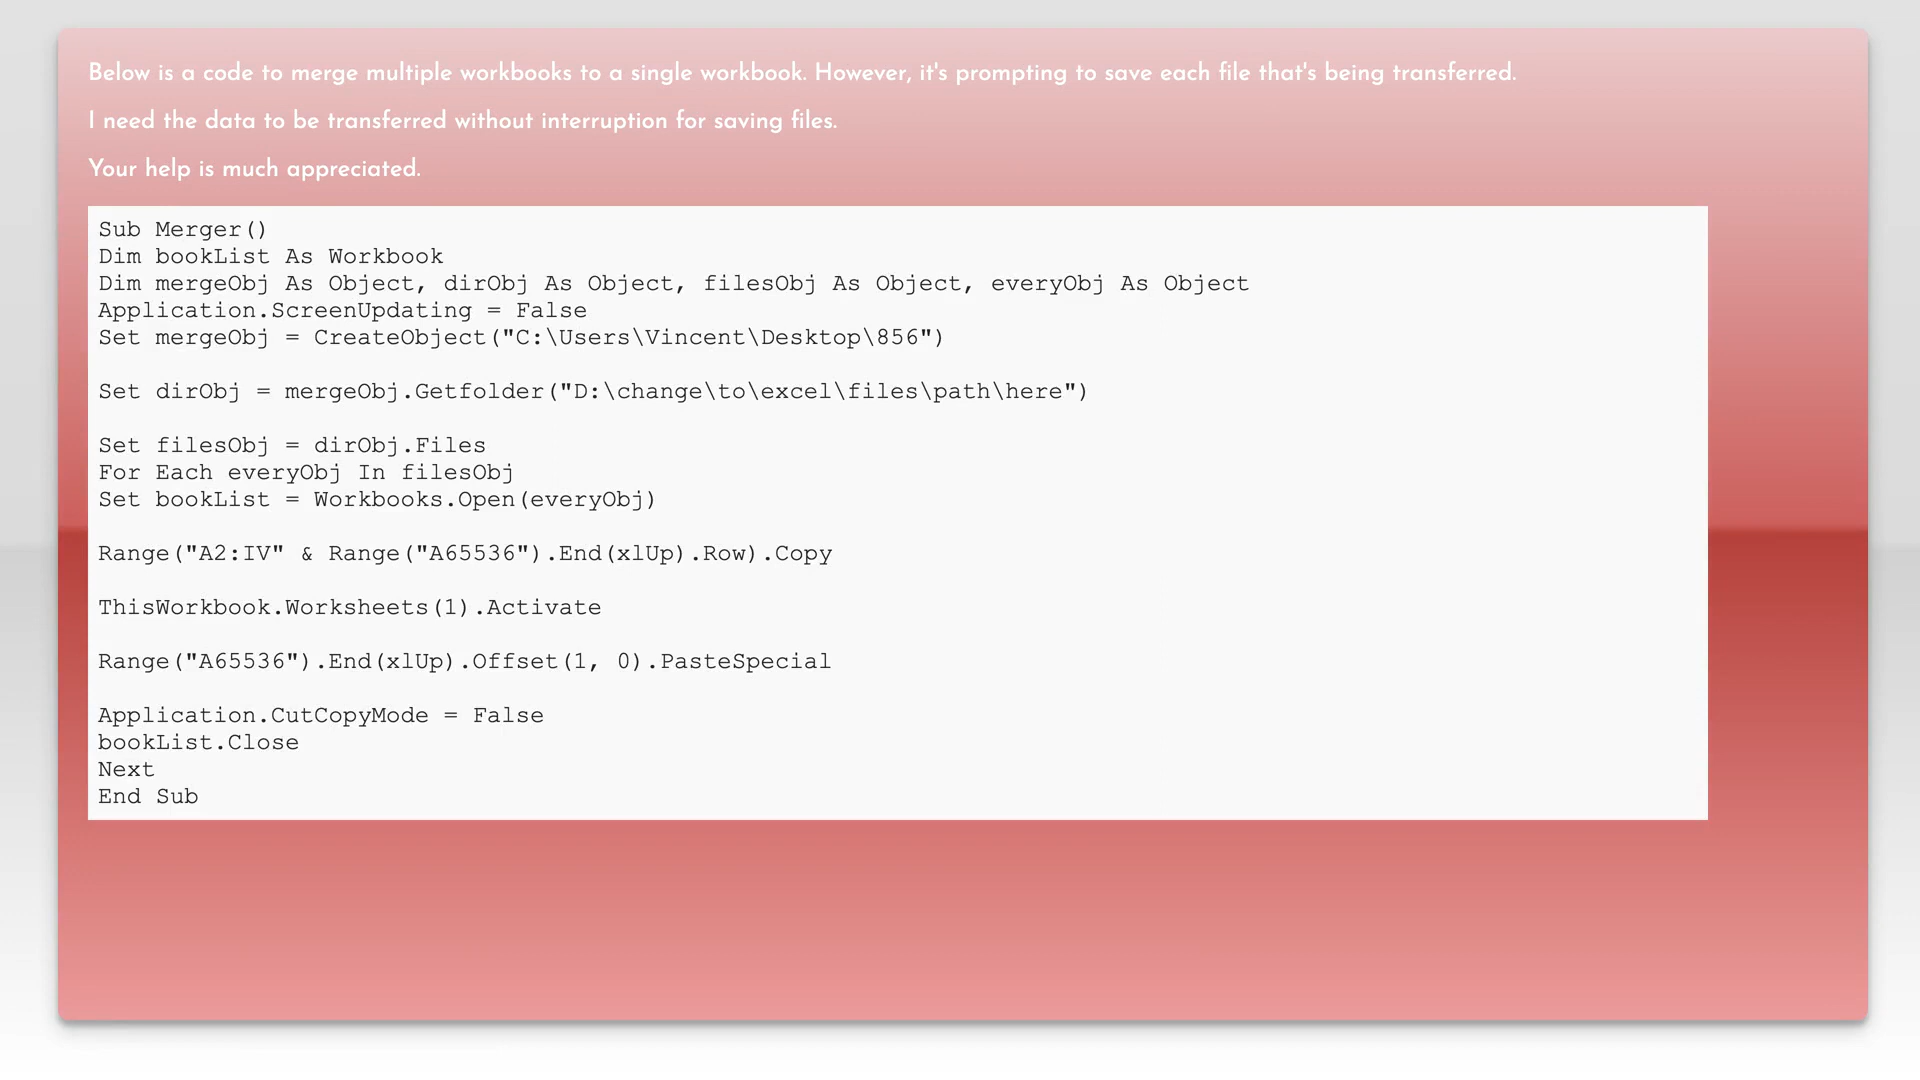 Below is a code to merge multiple workbooks to a single workbook. However, it's prompting to save each file that's being transferred.
I need the data to be transferred without interruption for saving files.
Your help is much appreciated.
Sub Merger()
Dim bookList As Workbook
Dim mergeObj As Object, dirObj As Object, filesObj As Object, everyObj As Object
Application.ScreenUpdating = False
Set mergeObj = CreateObject("C:\Users\Vincent\Desktop\856")
Set dirObj = mergeObj.Getfolder("D:\change\to\excel\files\path\here")
Set filesObj = dirObj.Files
For Each everyObj In filesObj
Set bookList = Workbooks.Open(everyObj)
Range("A2:IV" & Range("A65536").End(xlUp).Row).Copy
ThisWorkbook.Worksheets(1).Activate
Range("A65536").End(xlUp).Offset(1, 0).PasteSpecial
Application.CutCopyMode = False
bookList.Close
Next
End Sub